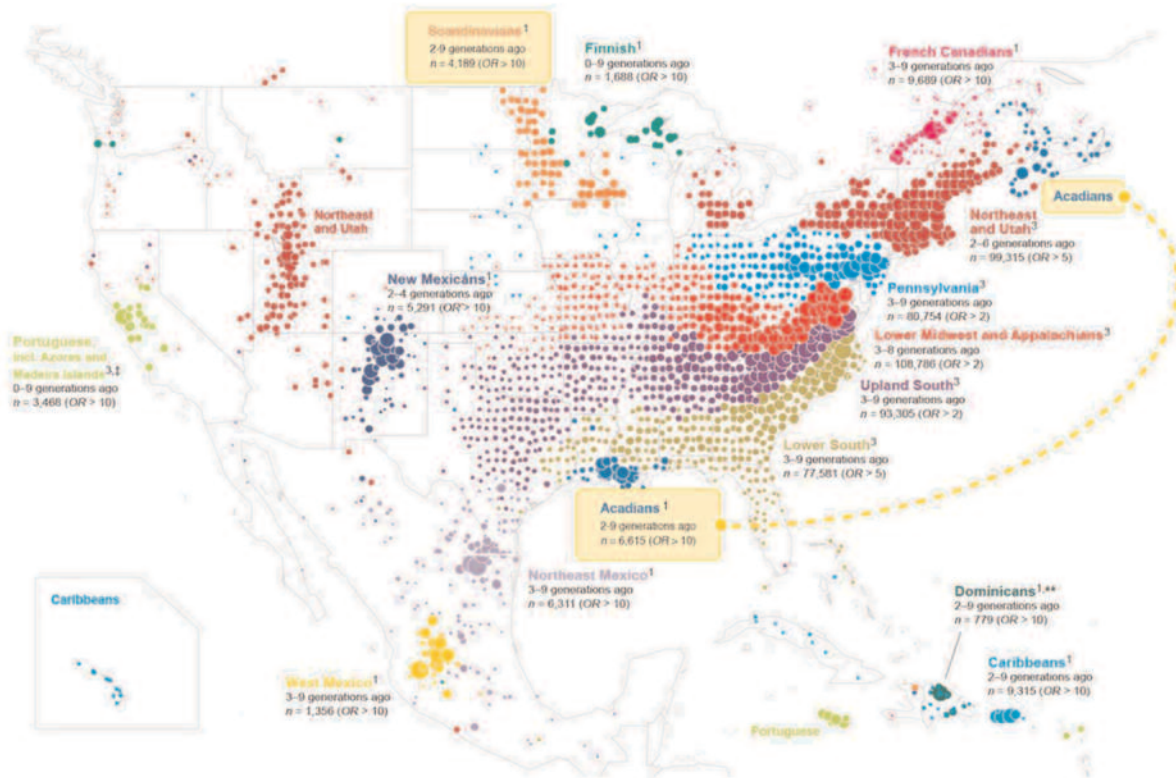 Scandinavians¹
2-9 generations ago
n = 4,189 (OR > 10)
Finnish¹
0–9 generations ago
n = 1,688 (OR > 10)
French Canadians¹
3–9 generations ago
n = 9,689 (OR > 10)
Acadians
Northeast
and Utah
Northeast
and Utah³
2–6 generations ago
n = 99,315 (OR > 5)
New Mexicans¹
2–4 generations ago
n = 5,291 (OR > 10)
Pennsylvania³
3–9 generations ago
n = 80,754 (OR > 2)
Portuguese,
incl. Azores and
Madeira Islands³,‡
0–9 generations ago
n = 3,468 (OR > 10)
Lower Midwest and Appalachians³
3–8 generations ago
n = 108,786 (OR > 2)
Upland South³
3–9 generations ago
n = 93,305 (OR > 2)
Lower South³
3–9 generations ago
n = 77,581 (OR > 5)
Acadians ¹
2-9 generations ago
n = 6,615 (OR > 10)
Northeast Mexico¹
3–9 generations ago
n = 6,311 (OR > 10)
Caribbeans
Dominicans¹,**
2–9 generations ago
n = 779 (OR > 10)
Caribbeans¹
2–9 generations ago
n = 9,315 (OR > 10)
West Mexico¹
3–9 generations ago
n = 1,356 (OR > 10)
Portuguese